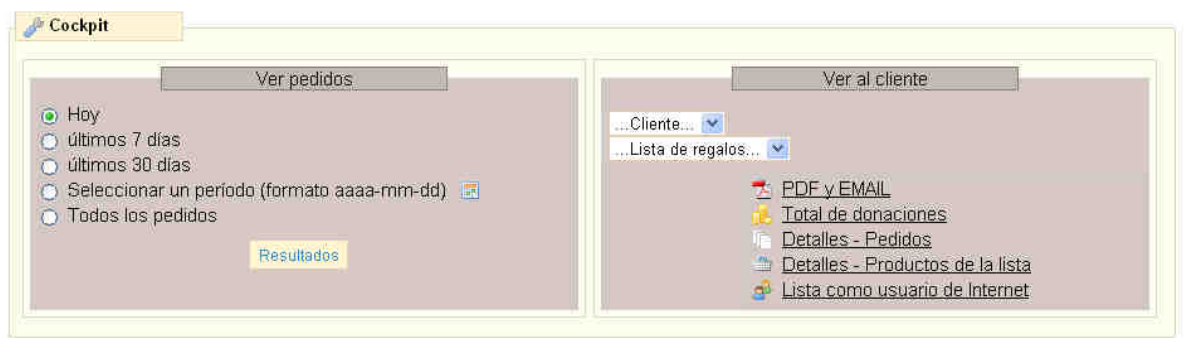 Cockpit
Ver pedidos
Hoy
últimos 7 días
últimos 30 días
Seleccionar un período (formato aaaa-mm-dd)
Todos los pedidos
Resultados
Ver al cliente
...Cliente...
...Lista de regalos...
PDF y EMAIL
Total de donaciones
Detalles - Pedidos
Detalles - Productos de la lista
Lista como usuario de Internet